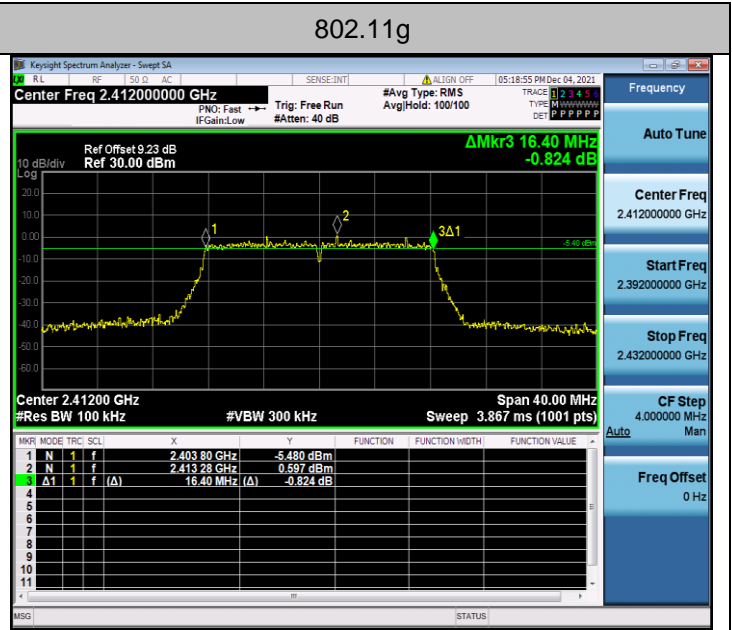 802.11g
Keysight Spectrum Analyzer - Swept SA
LXI RL RF 50 Ω AC SENSE:INT ALIGN OFF 05:18:55 PM Dec 04, 2021
Center Freq 2.412000000 GHz
PNO: Fast
IFGain:Low
Trig: Free Run
#Atten: 40 dB
#Avg Type: RMS
Avg|Hold: 100/100
TRACE 1 2 3 4 5 6
TYPE M W W W W W
DET P P P P P P
Ref Offset 9.23 dB
10 dB/div Ref 30.00 dBm
Log
ΔMkr3 16.40 MHz
-0.824 dB
20.0
10.0
0.00
-10.0
-20.0
-30.0
-40.0
-50.0
-60.0
1
2
3Δ1
-5.40 dBm
Center 2.41200 GHz
Span 40.00 MHz
#Res BW 100 kHz
#VBW 300 kHz
Sweep 3.867 ms (1001 pts)
MKR MODE TRC SCL X Y FUNCTION FUNCTION WIDTH FUNCTION VALUE
1 N 1 f 2.403 80 GHz -5.480 dBm
2 N 1 f 2.413 28 GHz 0.597 dBm
3 Δ1 1 f (Δ) 16.40 MHz (Δ) -0.824 dB
4
5
6
7
8
9
10
11
MSG STATUS
Frequency
Auto Tune
Center Freq
2.412000000 GHz
Start Freq
2.392000000 GHz
Stop Freq
2.432000000 GHz
CF Step
4.000000 MHz
Auto Man
Freq Offset
0 Hz